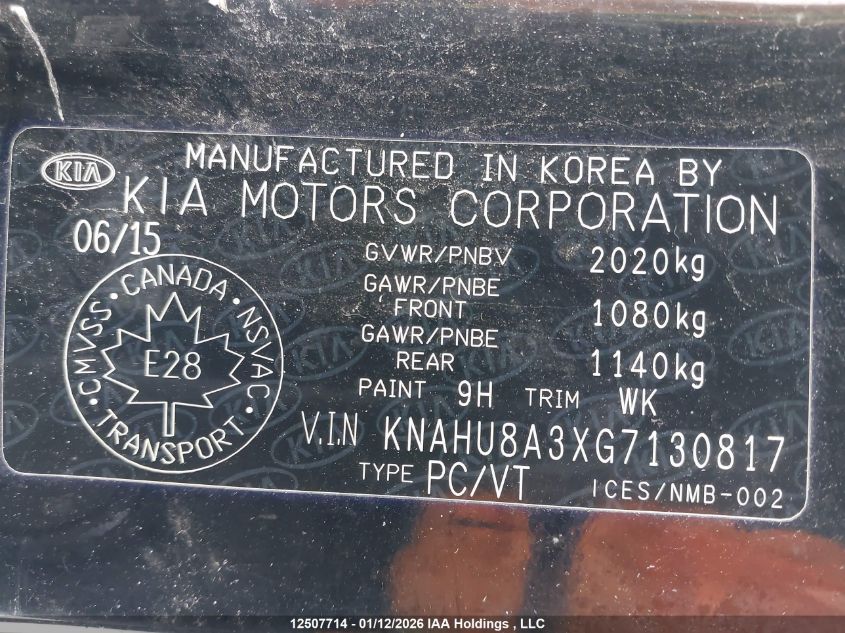 MANUFACTURED IN KOREA BY
KIA KIA MOTORS CORPORATION
06/15
GVWR/PNBV 2020kg
GAWR/PNBE
FRONT 1080kg
GAWR/PNBE
REAR 1140kg
CMVSS · CANADA · NSVAC · TRANSPORT ·
E28
PAINT 9H TRIM WK
V.I.N KNAHU8A3XG7130817
TYPE PC/VT ICES/NMB-002
12507714 - 01/12/2026 IAA Holdings , LLC